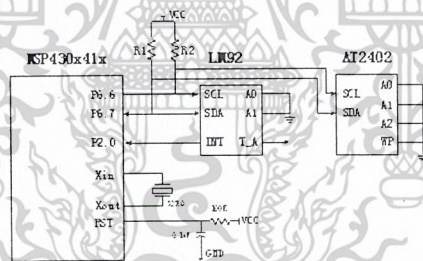 VCC
MSP430x41x
R1
R2
LM92
AT2402
P6.6
SCL
A0
SCL
A0
P6.7
SDA
A1
SDA
A1
A2
P2.0
INT
T_A
WP
Xin
Xout
RST
VCC
GND